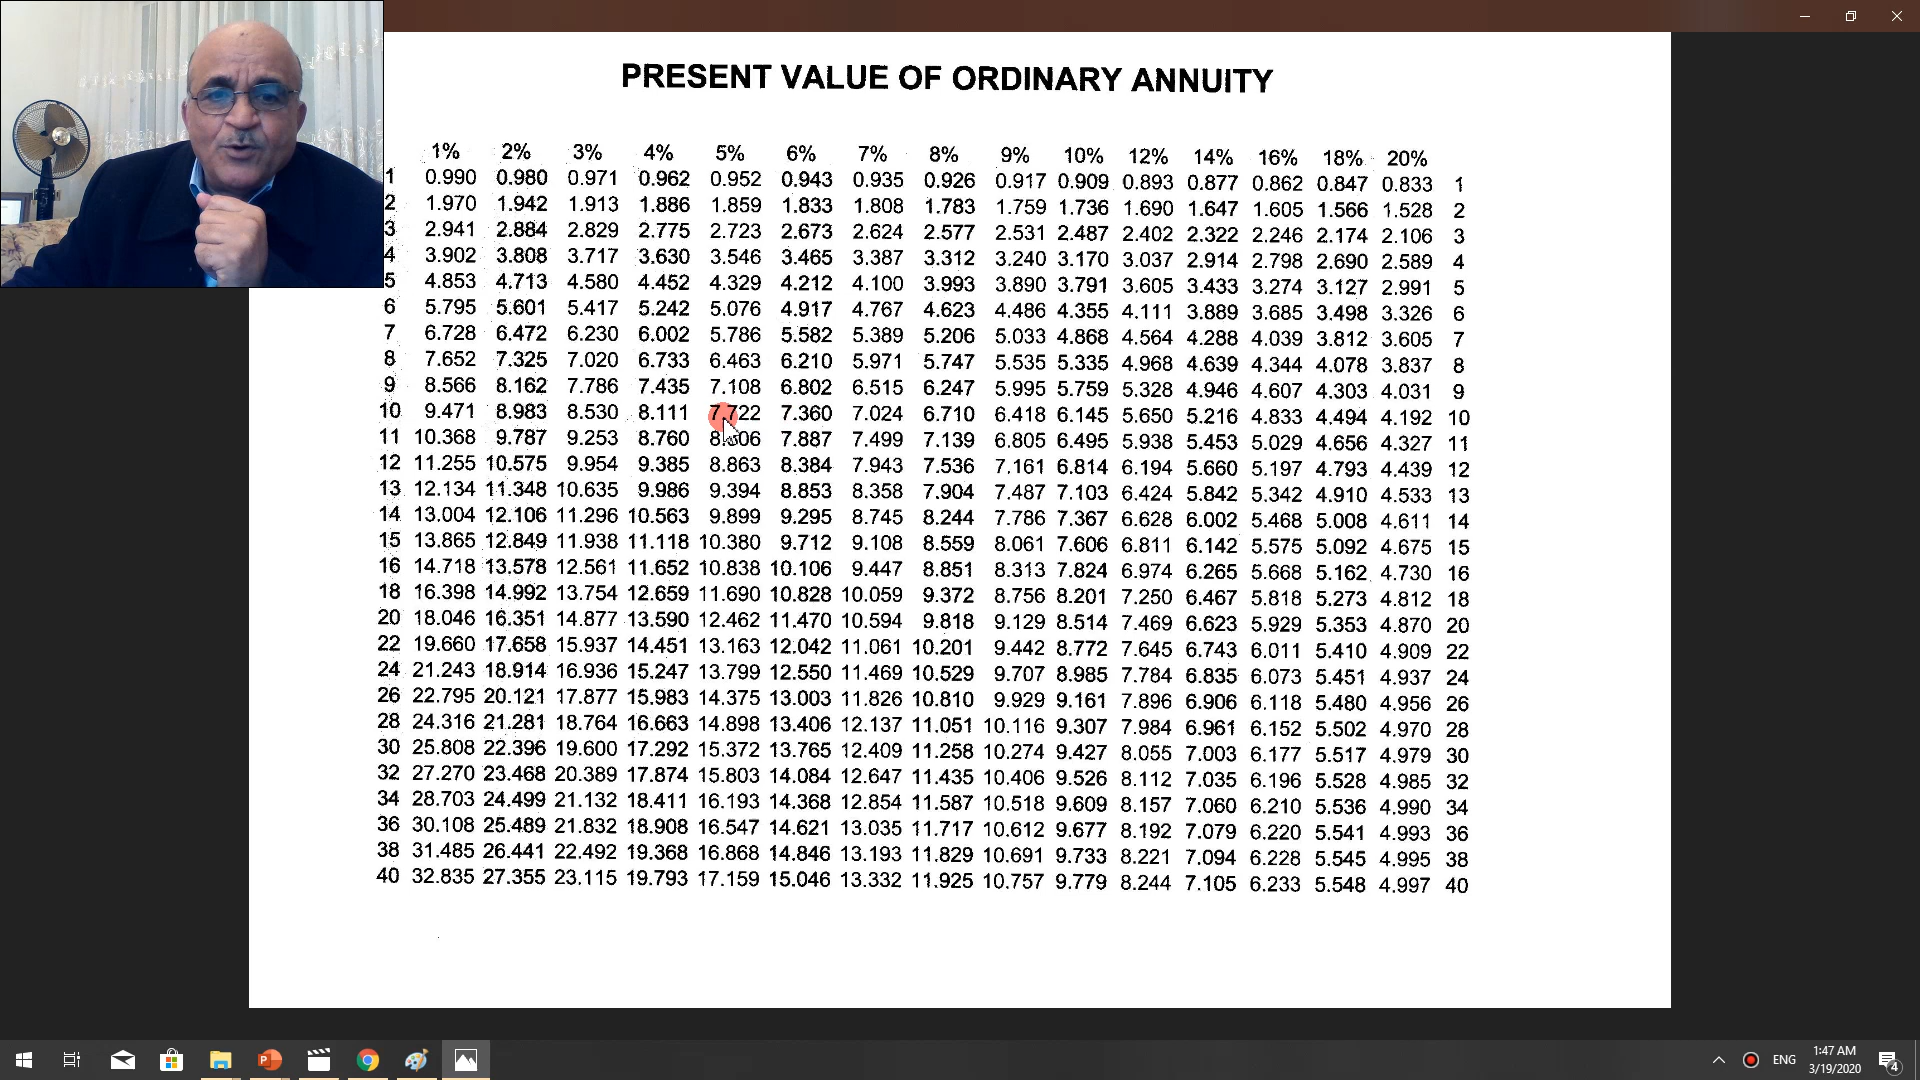 PRESENT VALUE OF ORDINARY ANNUITY
1% 2% 3% 4% 5% 6% 7% 8% 9% 10% 12% 14% 16% 18% 20%
1 0.990 0.980 0.971 0.962 0.952 0.943 0.935 0.926 0.917 0.909 0.893 0.877 0.862 0.847 0.833 1
2 1.970 1.942 1.913 1.886 1.859 1.833 1.808 1.783 1.759 1.736 1.690 1.647 1.605 1.566 1.528 2
3 2.941 2.884 2.829 2.775 2.723 2.673 2.624 2.577 2.531 2.487 2.402 2.322 2.246 2.174 2.106 3
4 3.902 3.808 3.717 3.630 3.546 3.465 3.387 3.312 3.240 3.170 3.037 2.914 2.798 2.690 2.589 4
5 4.853 4.713 4.580 4.452 4.329 4.212 4.100 3.993 3.890 3.791 3.605 3.433 3.274 3.127 2.991 5
6 5.795 5.601 5.417 5.242 5.076 4.917 4.767 4.623 4.486 4.355 4.111 3.889 3.685 3.498 3.326 6
7 6.728 6.472 6.230 6.002 5.786 5.582 5.389 5.206 5.033 4.868 4.564 4.288 4.039 3.812 3.605 7
8 7.652 7.325 7.020 6.733 6.463 6.210 5.971 5.747 5.535 5.335 4.968 4.639 4.344 4.078 3.837 8
9 8.566 8.162 7.786 7.435 7.108 6.802 6.515 6.247 5.995 5.759 5.328 4.946 4.607 4.303 4.031 9
10 9.471 8.983 8.530 8.111 7.722 7.360 7.024 6.710 6.418 6.145 5.650 5.216 4.833 4.494 4.192 10
11 10.368 9.787 9.253 8.760 7.887 7.499 7.139 6.805 6.495 5.938 5.453 5.029 4.656 4.327 11
12 11.255 10.575 9.954 9.385 8.863 8.384 7.943 7.536 7.161 6.814 6.194 5.660 5.197 4.793 4.439 12
13 12.134 11.348 10.635 9.986 9.394 8.853 8.358 7.904 7.487 7.103 6.424 5.842 5.342 4.910 4.533 13
14 13.004 12.106 11.296 10.563 9.899 9.295 8.745 8.244 7.786 7.367 6.628 6.002 5.468 5.008 4.611 14
15 13.865 12.849 11.938 11.118 10.380 9.712 9.108 8.559 8.061 7.606 6.811 6.142 5.575 5.092 4.675 15
16 14.718 13.578 12.561 11.652 10.838 10.106 9.447 8.851 8.313 7.824 6.974 6.265 5.668 5.162 4.730 16
18 16.398 14.992 13.754 12.659 11.690 10.828 10.059 9.372 8.756 8.201 7.250 6.467 5.818 5.273 4.812 18
20 18.046 16.351 14.877 13.590 12.462 11.470 10.594 9.818 9.129 8.514 7.469 6.623 5.929 5.353 4.870 20
22 19.660 17.658 15.937 14.451 13.163 12.042 11.061 10.201 9.442 8.772 7.645 6.743 6.011 5.410 4.909 22
24 21.243 18.914 16.936 15.247 13.799 12.550 11.469 10.529 9.707 8.985 7.784 6.835 6.073 5.451 4.937 24
26 22.795 20.121 17.877 15.983 14.375 13.003 11.826 10.810 9.929 9.161 7.896 6.906 6.118 5.480 4.956 26
28 24.316 21.281 18.764 16.663 14.898 13.406 12.137 11.051 10.116 9.307 7.984 6.961 6.152 5.502 4.970 28
30 25.808 22.396 19.600 17.292 15.372 13.765 12.409 11.258 10.274 9.427 8.055 7.003 6.177 5.517 4.979 30
32 27.270 23.468 20.389 17.874 15.803 14.084 12.647 11.435 10.406 9.526 8.112 7.035 6.196 5.528 4.985 32
34 28.703 24.499 21.132 18.411 16.193 14.368 12.854 11.587 10.518 9.609 8.157 7.060 6.210 5.536 4.990 34
36 30.108 25.489 21.832 18.908 16.547 14.621 13.035 11.717 10.612 9.677 8.192 7.079 6.220 5.541 4.993 36
38 31.485 26.441 22.492 19.368 16.868 14.846 13.193 11.829 10.691 9.733 8.221 7.094 6.228 5.545 4.995 38
40 32.835 27.355 23.115 19.793 17.159 15.046 13.332 11.925 10.757 9.779 8.244 7.105 6.233 5.548 4.997 40
ENG
1:47 AM
3/19/2020
4